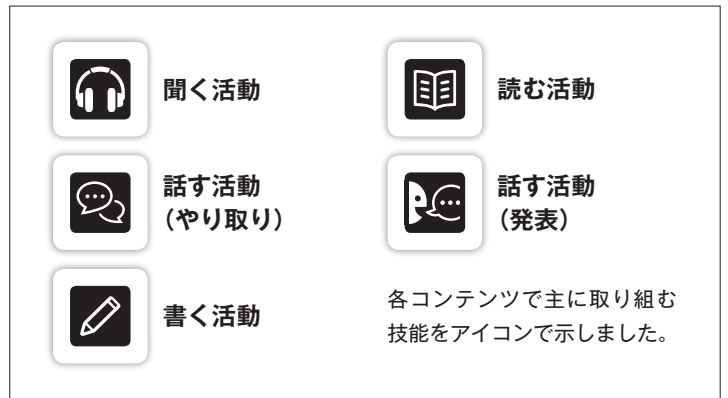 聞く活動
読む活動
話す活動
（やり取り）
話す活動
（発表）
書く活動
各コンテンツで主に取り組む
技能をアイコンで示しました。